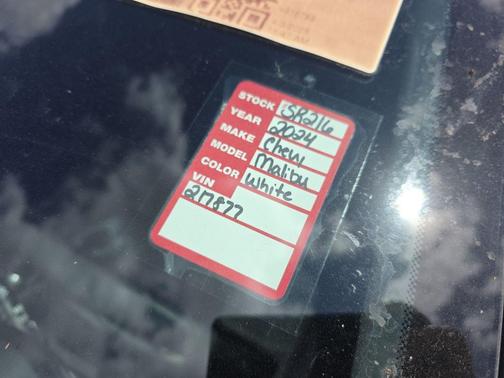 STOCK SR216
YEAR 2024
MAKE Chevy
MODEL Malibu
COLOR White
VIN
217877